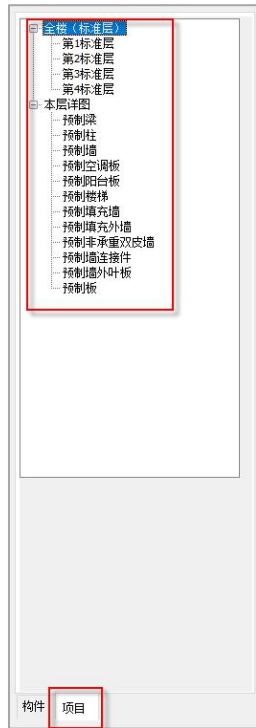 全楼（标准层）
第1标准层
第2标准层
第3标准层
第4标准层
本层详图
预制梁
预制柱
预制墙
预制空调板
预制阳台板
预制楼梯
预制填充墙
预制填充外墙
预制非承重双皮墙
预制墙连接件
预制墙外叶板
预制板
构件 项目